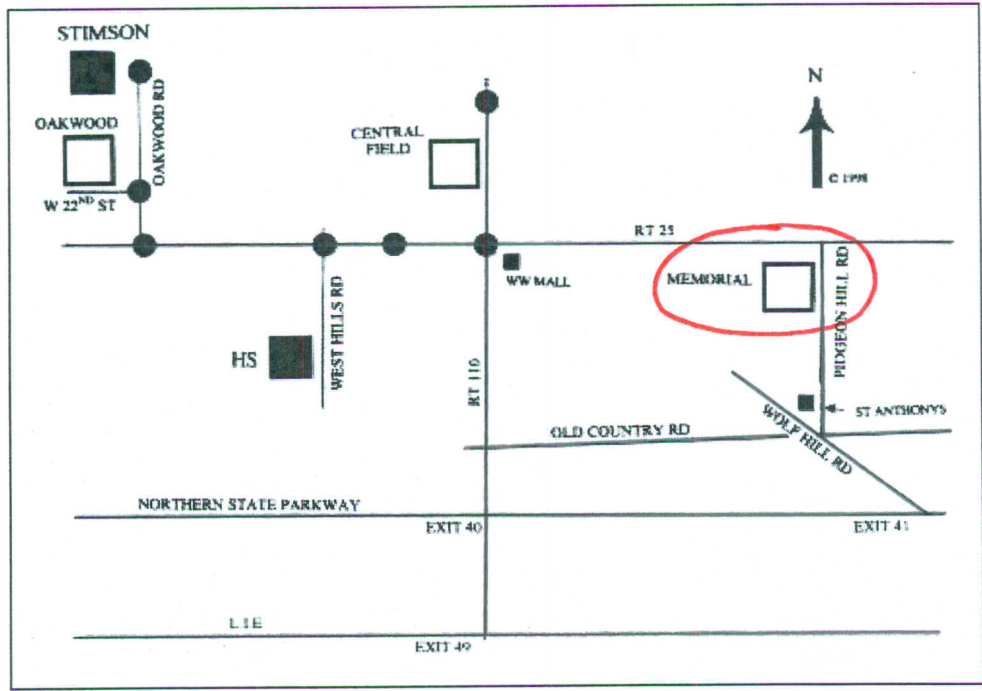 STIMSON
OAKWOOD
OAKWOOD RD
W 22ND ST
CENTRAL
FIELD
N
© 1998
RT 25
WW MALL
MEMORIAL
PIDGEON HILL RD
HS
WEST HILLS RD
RT 110
ST ANTHONYS
OLD COUNTRY RD
WOLF HILL RD
NORTHERN STATE PARKWAY
EXIT 40
EXIT 41
L I E
EXIT 49